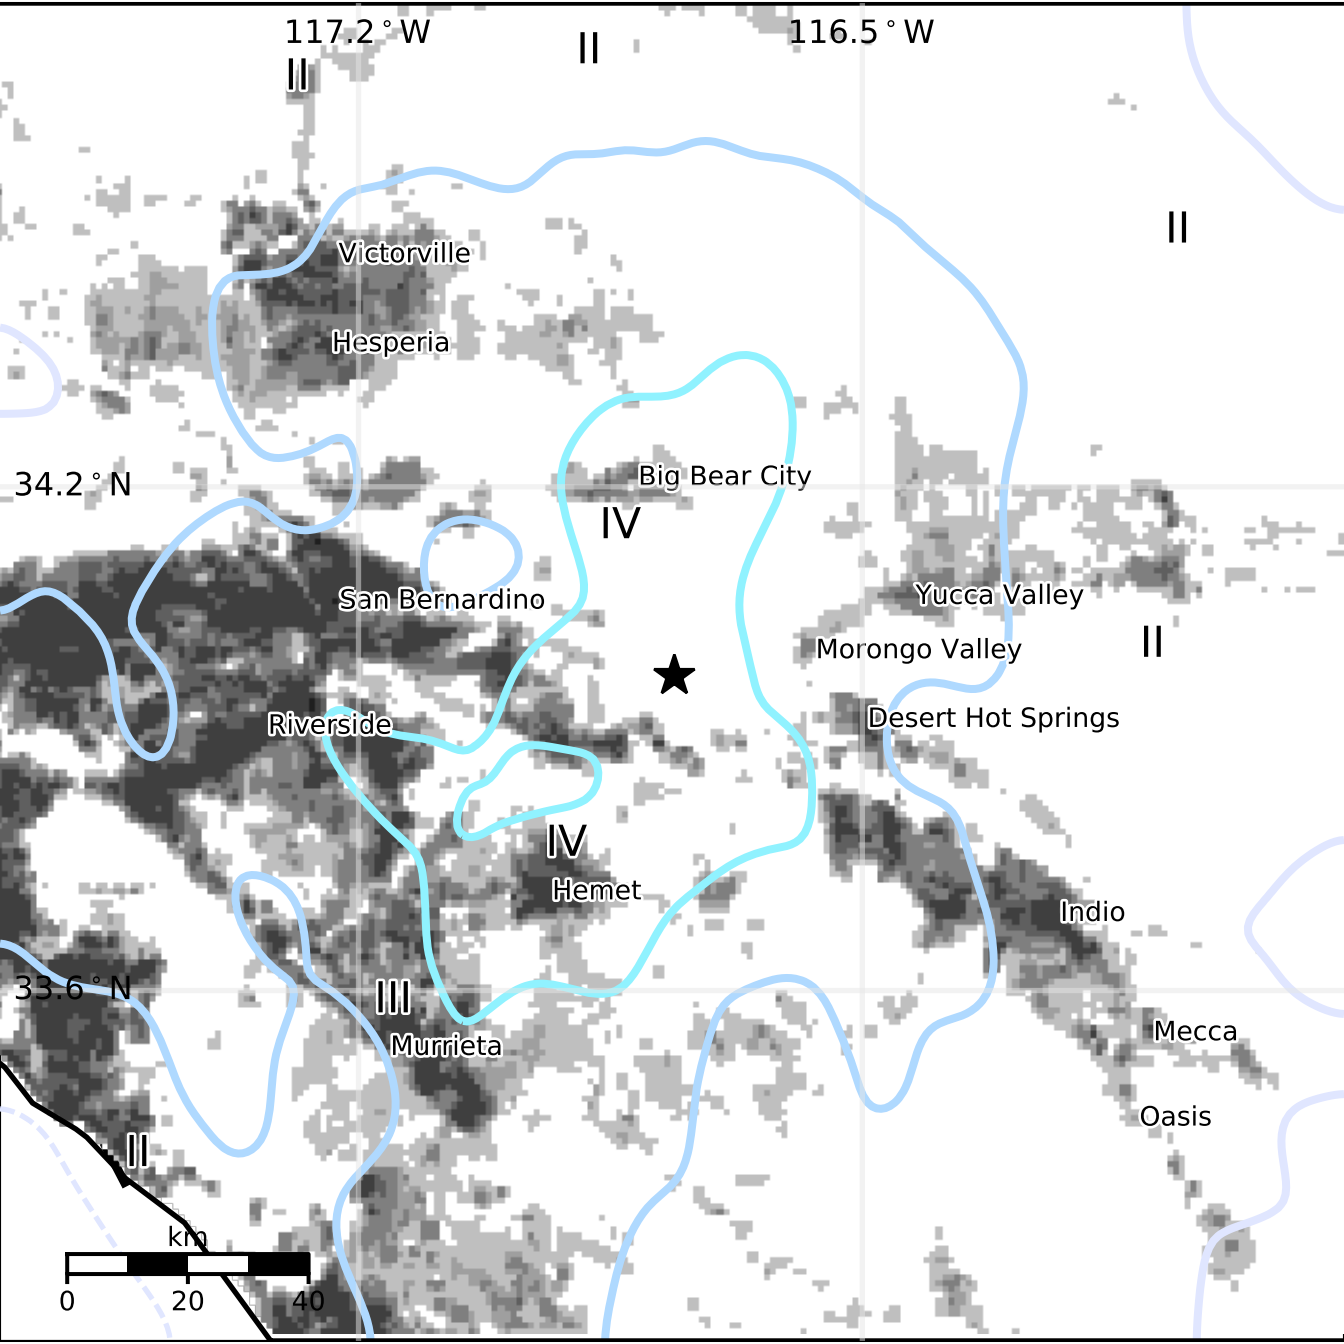 117.2°W
116.5°W
II
II
II
Victorville
Hesperia
34.2°N
Big Bear City
IV
San Bernardino
Yucca Valley
Morongo Valley
II
Riverside
Desert Hot Springs
IV
Hemet
Indio
33.6°N
III
Murrieta
Mecca
Oasis
II
km
0 20 40